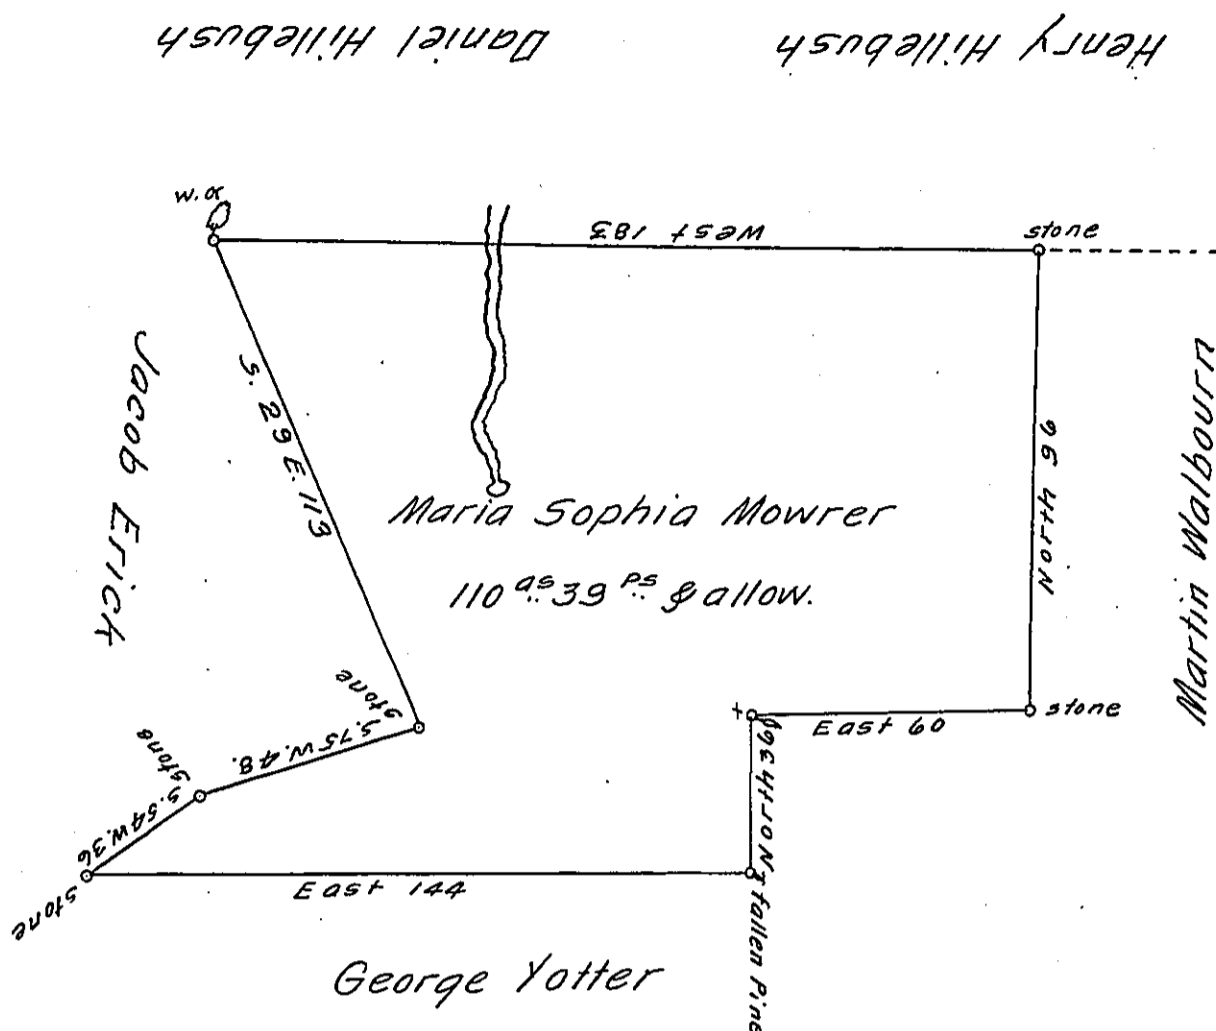 Daniel Hillebush
Henry Hillebush
w. o
West 183
stone
Jacob Erick
S. 29 E. 113
North 96
Martin Walbourn
Maria Sophia Mowrer
110 as 39 ps & allow.
stone
S. 75 W. 48.
stone
S. 54 W. 36
stone
East 60
stone
North 36
fallen Pine
East 144
George Yotter